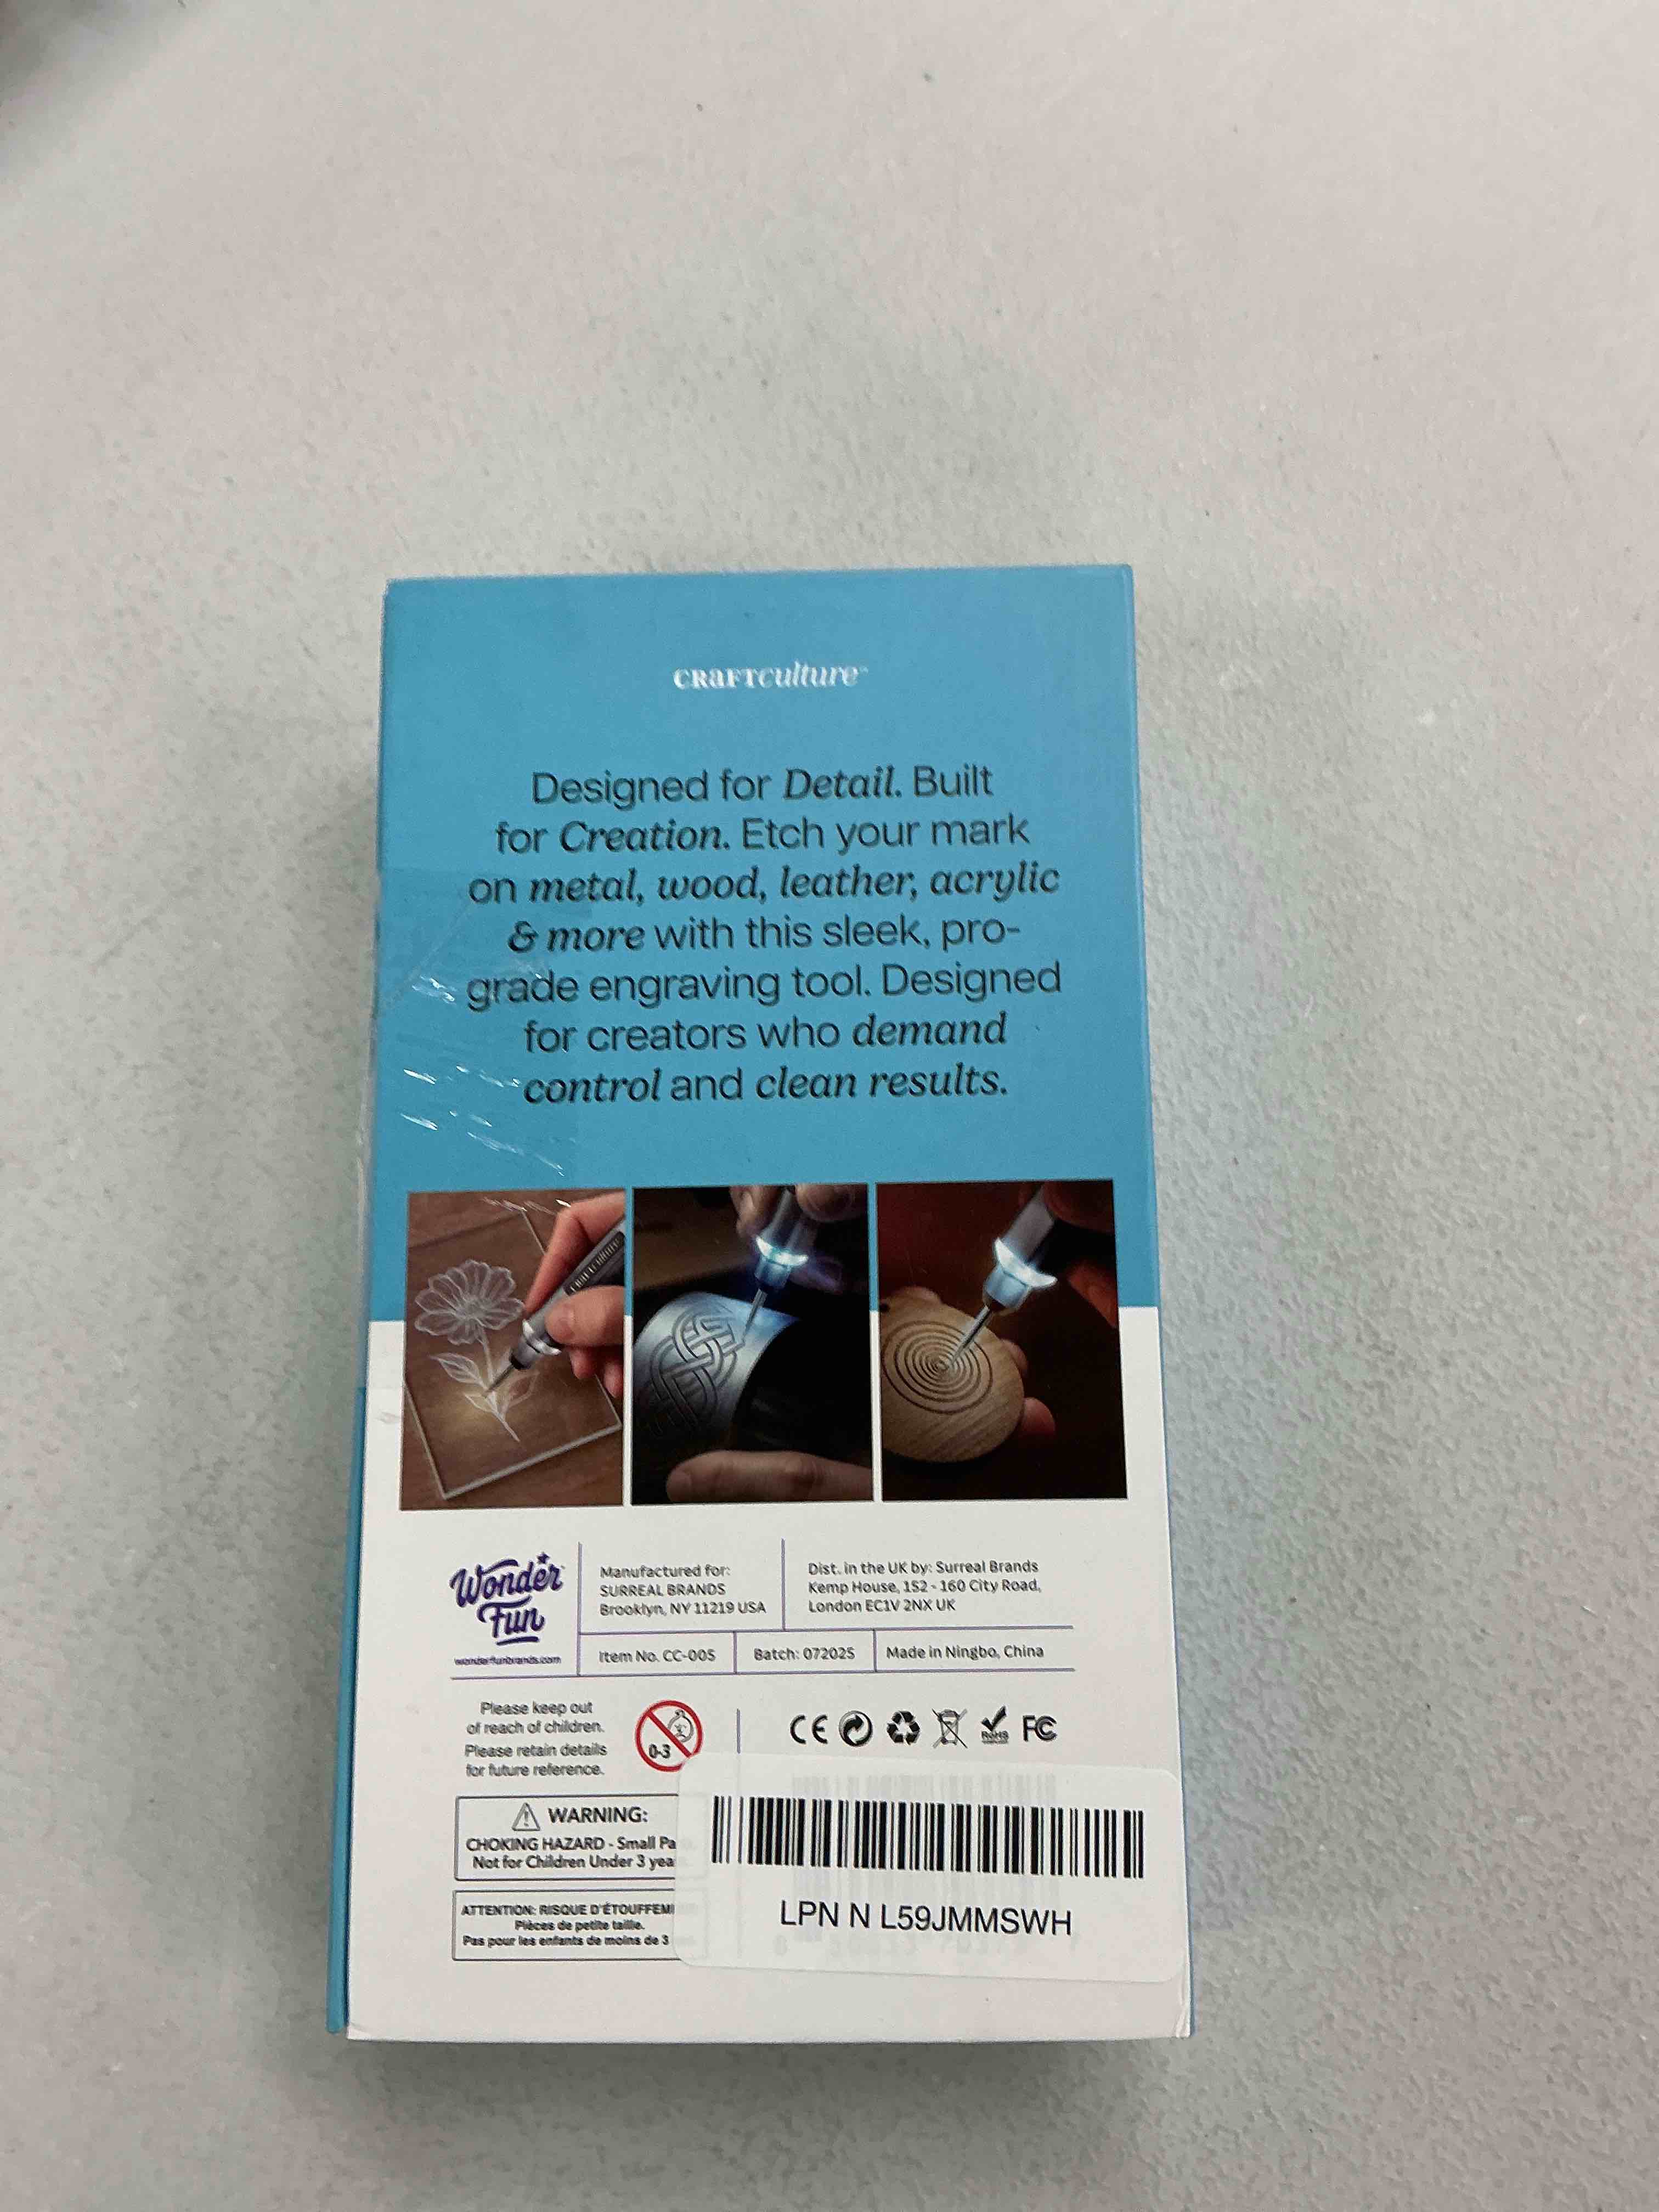 CRAFTculture™
Designed for Detail. Built
for Creation. Etch your mark
on metal, wood, leather, acrylic
& more with this sleek, pro-
grade engraving tool. Designed
for creators who demand
control and clean results.
CRAFTculture
Wonder
Fun
wonderfunbrands.com
Manufactured for:
SURREAL BRANDS
Brooklyn, NY 11219 USA
Dist. in the UK by: Surreal Brands
Kemp House, 152 - 160 City Road,
London EC1V 2NX UK
Item No. CC-005
Batch: 072025
Made in Ningbo, China
Please keep out
of reach of children.
Please retain details
for future reference.
0-3
CE
RoHS
FC
WARNING:
CHOKING HAZARD - Small Pa
Not for Children Under 3 yea
ATTENTION: RISQUE D'ÉTOUFFEM
Pièces de petite taille.
Pas pour les enfants de moins de 3
LPN N L59JMMSWH